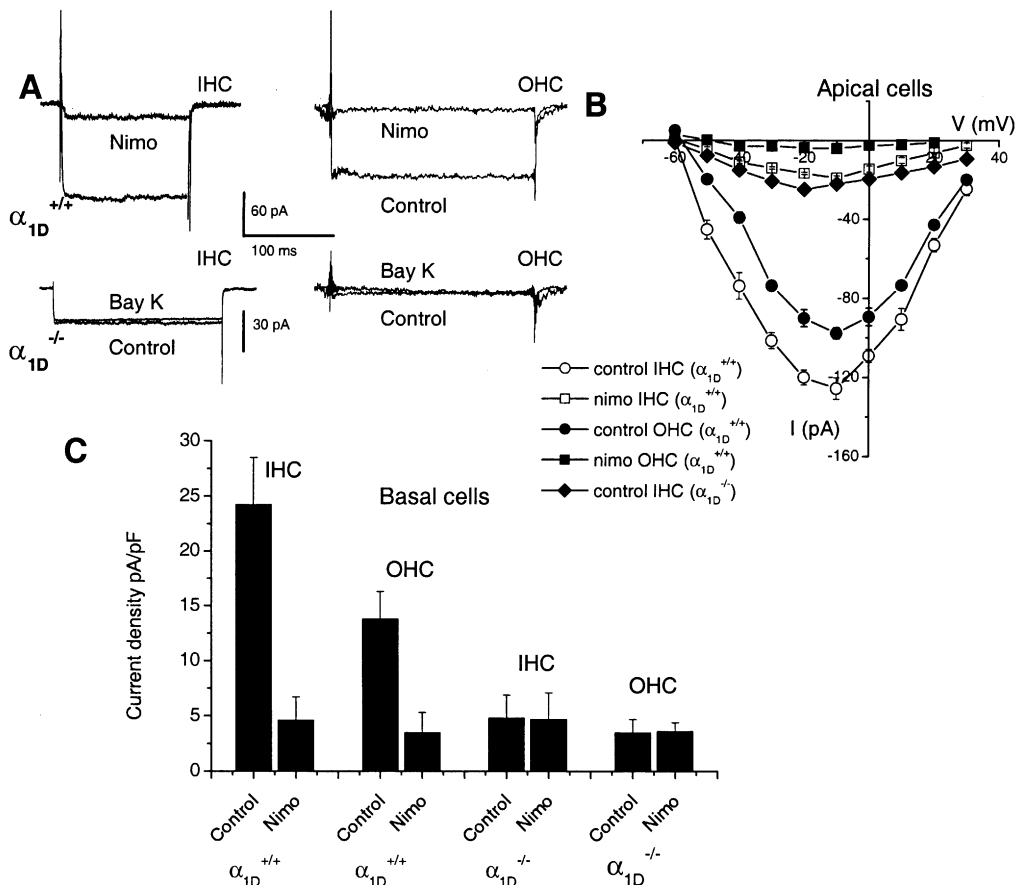 A
IHC
Nimo
α1D +/+
OHC
Nimo
Control
60 pA
100 ms
IHC
Bay K
Control
α1D -/-
30 pA
OHC
Bay K
Control
B
Apical cells
V (mV)
-60 -40 -20 20 40
-40
-80
-120
-160
I (pA)
control IHC (α1D+/+)
nimo IHC (α1D+/+)
control OHC (α1D+/+)
nimo OHC (α1D+/+)
control IHC (α1D-/-)
C
Basal cells
Current density pA/pF
30
25
20
15
10
5
0
IHC
OHC
IHC
OHC
Control Nimo Control Nimo Control Nimo Control Nimo
α1D+/+ α1D+/+ α1D-/- α1D-/-